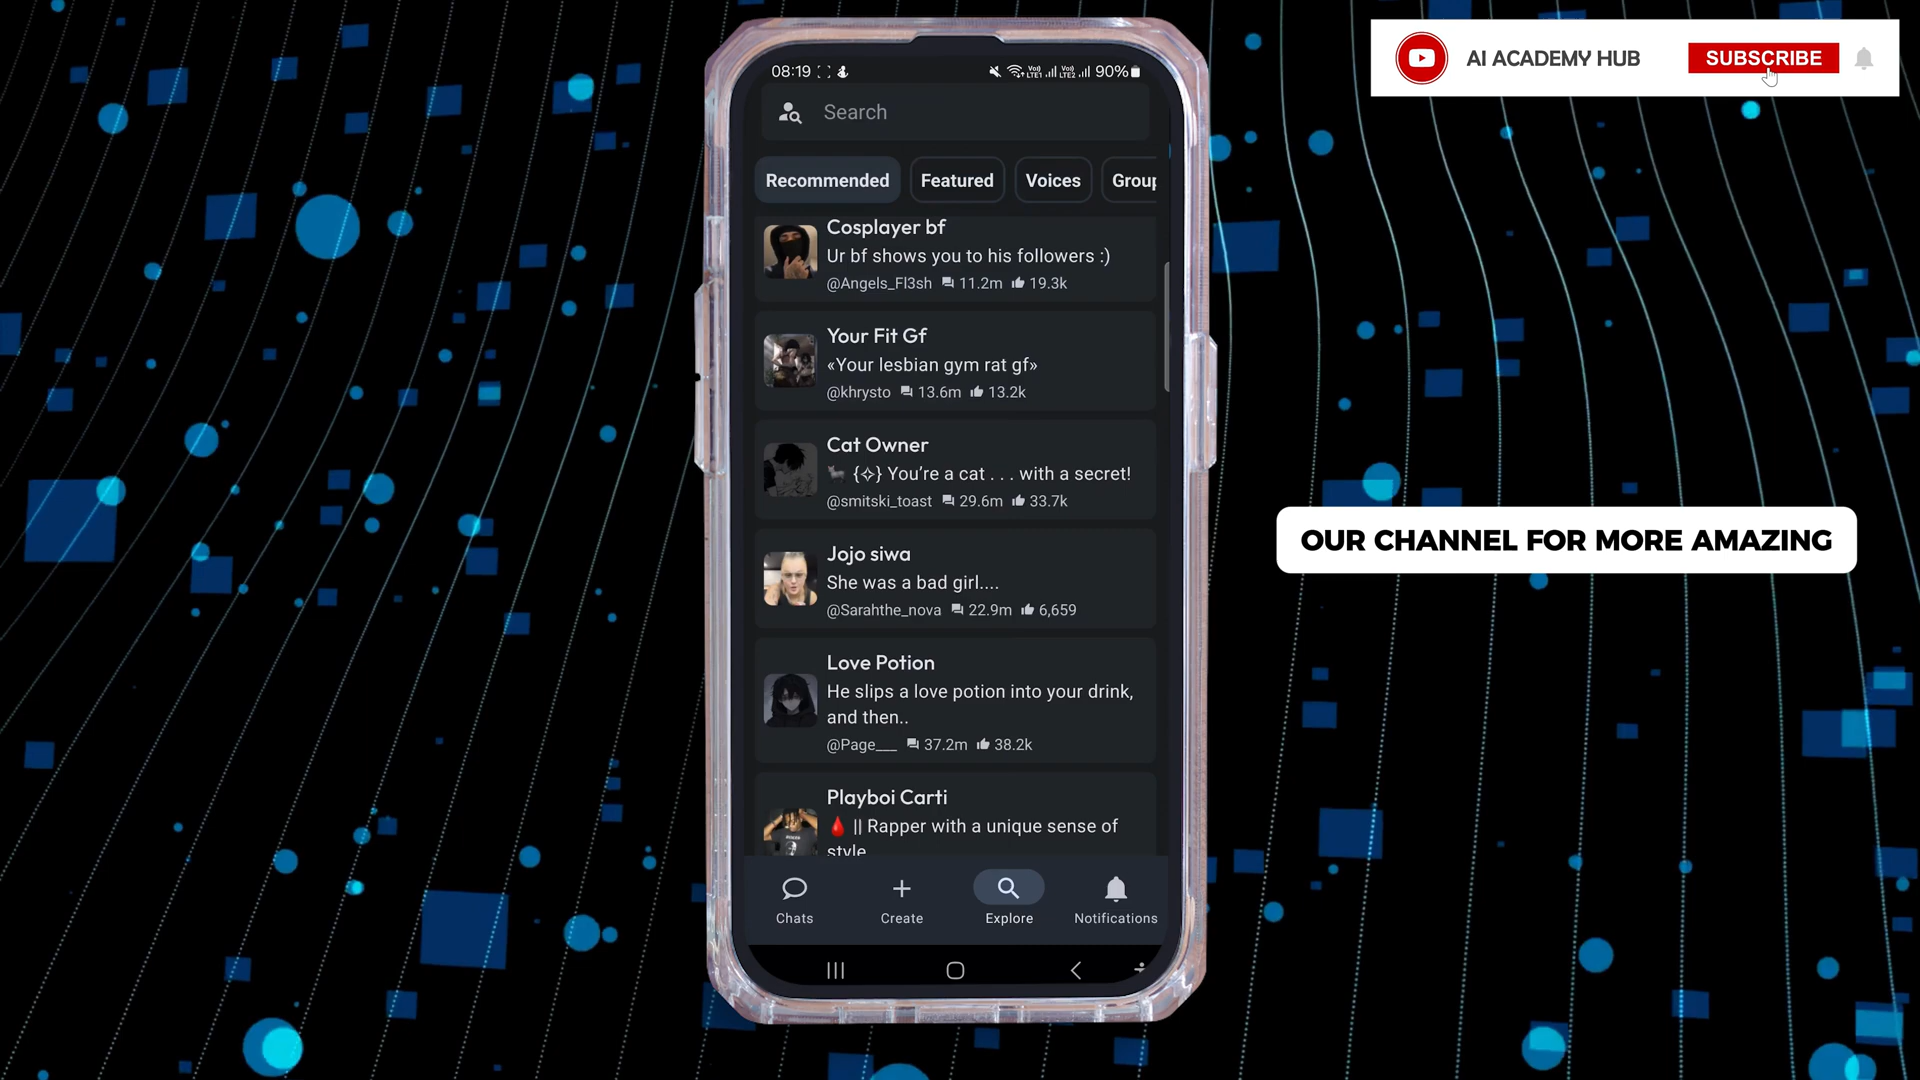 AI ACADEMY HUB
SUBSCRIBE
08:19
90%
Search
Recommended
Featured
Voices
Group
Cosplayer bf
Ur bf shows you to his followers :)
@Angels_Fl3sh 11.2m 19.3k
Your Fit Gf
«Your lesbian gym rat gf»
@khrysto 13.6m 13.2k
Cat Owner
🐈‍⬛ {✧} You’re a cat . . . with a secret!
@smitski_toast 29.6m 33.7k
Jojo siwa
She was a bad girl....
@Sarahthe_nova 22.9m 6,659
Love Potion
He slips a love potion into your drink,
and then..
@Page___ 37.2m 38.2k
Playboi Carti
🩸 || Rapper with a unique sense of
style
Chats
Create
Explore
Notifications
OUR CHANNEL FOR MORE AMAZING